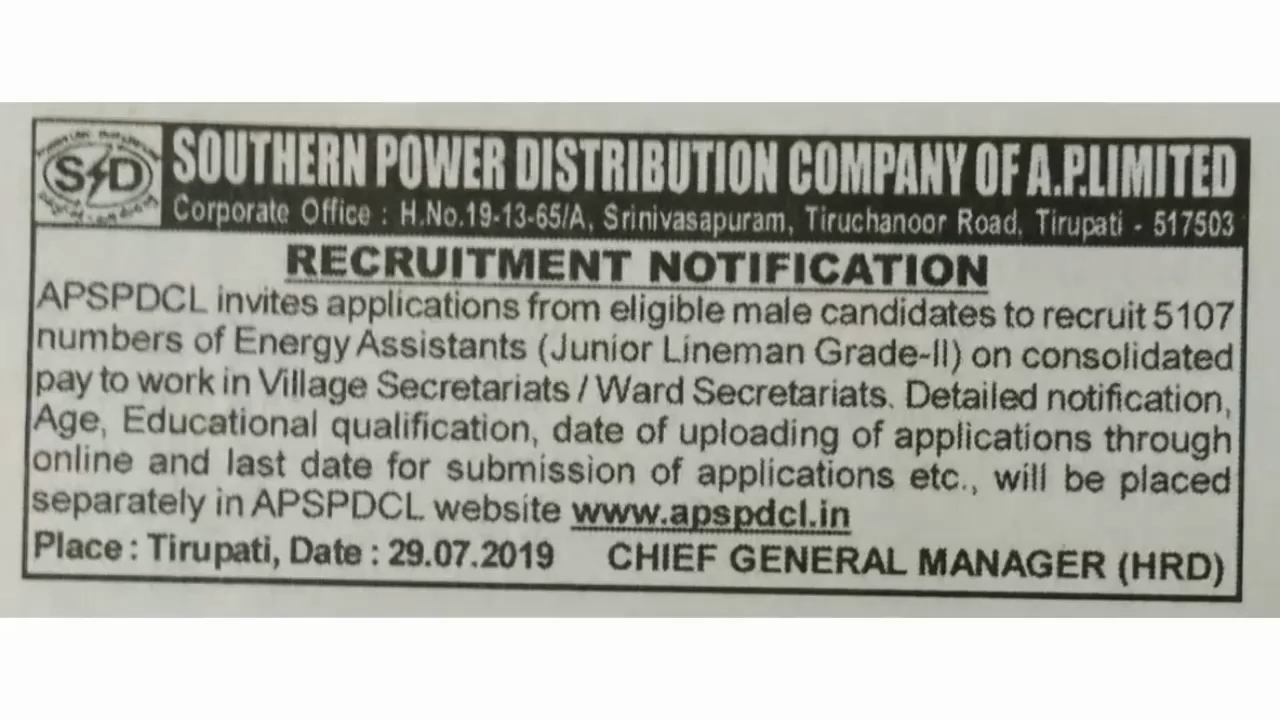 SD
SOUTHERN POWER DISTRIBUTION COMPANY OF A.P.LIMITED
Corporate Office : H.No.19-13-65/A, Srinivasapuram, Tiruchanoor Road, Tirupati - 517503
RECRUITMENT NOTIFICATION
APSPDCL invites applications from eligible male candidates to recruit 5107
numbers of Energy Assistants (Junior Lineman Grade-II) on consolidated
pay to work in Village Secretariats / Ward Secretariats. Detailed notification,
Age, Educational qualification, date of uploading of applications through
online and last date for submission of applications etc., will be placed
separately in APSPDCL website www.apspdcl.in
Place : Tirupati, Date : 29.07.2019 CHIEF GENERAL MANAGER (HRD)